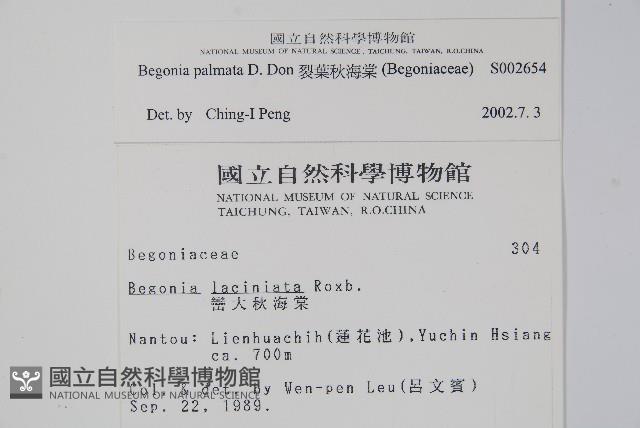 國立自然科學博物館
NATIONAL MUSEUM OF NATURAL SCIENCE, TAICHUNG, TAIWAN, R.O.CHINA
Begonia palmata D. Don 裂葉秋海棠 (Begoniaceae) S002654
Det. by Ching-I Peng 2002.7.3
國立自然科學博物館
NATIONAL MUSEUM OF NATURAL SCIENCE
TAICHUNG, TAIWAN, R.O.CHINA
Begoniaceae 304
Begonia laciniata Roxb.
巒大秋海棠
Nantou: Lienhuachih(蓮花池),Yuchin Hsiang
ca. 700m
國立自然科學博物館
Col. & det. by Wen-pen Leu(呂文賓)
NATIONAL MUSEUM OF NATURAL SCIENCE
Sep. 22, 1989.